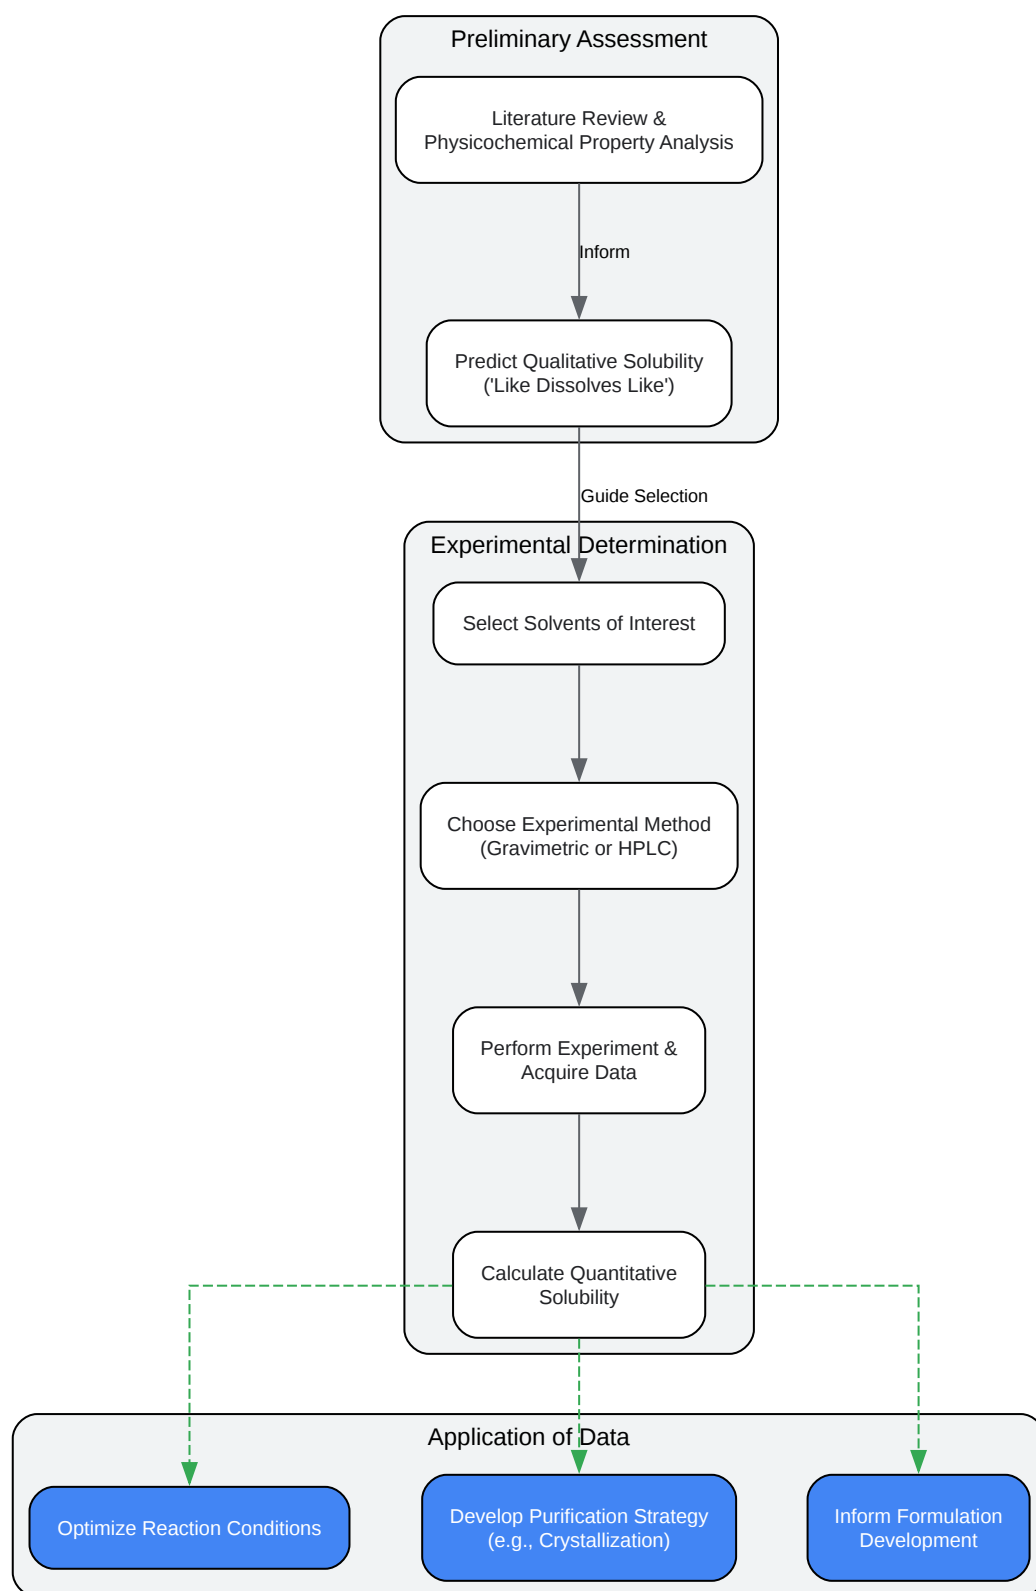 Preliminary Assessment
Literature Review &
Physicochemical Property Analysis
Inform
Predict Qualitative Solubility
('Like Dissolves Like')
Guide Selection
Experimental Determination
Select Solvents of Interest
Choose Experimental Method
(Gravimetric or HPLC)
Perform Experiment &
Acquire Data
Calculate Quantitative
Solubility
Application of Data
Optimize Reaction Conditions
Develop Purification Strategy
(e.g., Crystallization)
Inform Formulation
Development